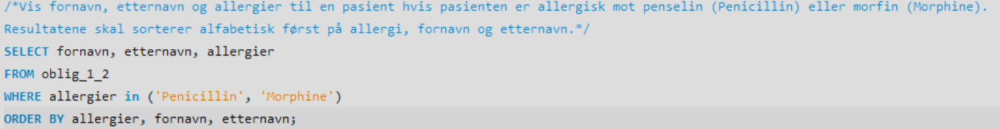 /*Vis fornavn, etternavn og allergier til en pasient hvis pasienten er allergisk mot penselin (Penicillin) eller morfin (Morphine).
Resultatene skal sorterer alfabetisk først på allergi, fornavn og etternavn.*/
SELECT fornavn, etternavn, allergier
FROM oblig_1_2
WHERE allergier in ('Penicillin', 'Morphine')
ORDER BY allergier, fornavn, etternavn;